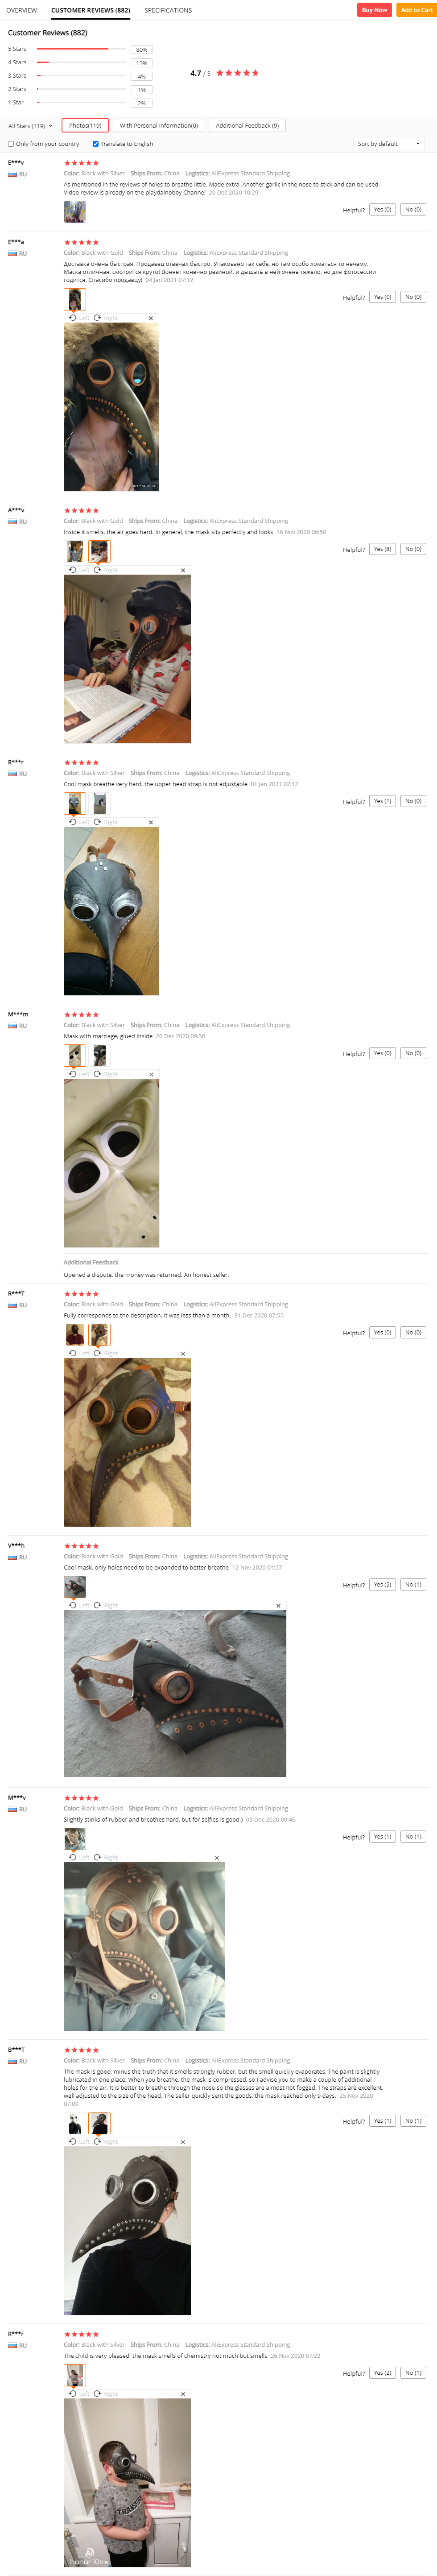 OVERVIEW CUSTOMER REVIEWS (882) SPECIFICATIONS Buy Now Add to Cart
Customer Reviews (882)
5 Stars 80%
4 Stars 13%
3 Stars 4%
2 Stars 1%
1 Star 2%
4.7 / 5
All Stars (119) Photos(119) With Personal Information(0) Additional Feedback (9)
Only from your country Translate to English Sort by default
E***v
RU
Color: Black with Silver Ships From: China Logistics: AliExpress Standard Shipping
As mentioned in the reviews of holes to breathe little. Made extra. Another garlic in the nose to stick and can be used.
Video review is already on the playdalnoboy Channel 20 Dec 2020 10:29
Helpful? Yes (0) No (0)
E***a
RU
Color: Black with Gold Ships From: China Logistics: AliExpress Standard Shipping
Доставка очень быстрая! Продавец отвечал быстро. Упаковано так себе, но там особо ломаться то нечему.
Маска отличная, смотрится круто! Воняет конечно резиной, и дышать в ней очень тяжело, но для фотосессии
годится. Спасибо продавцу! 04 Jan 2021 07:12
Helpful? Yes (0) No (0)
Left Right
A***v
RU
Color: Black with Gold Ships From: China Logistics: AliExpress Standard Shipping
Inside it smells, the air goes hard. In general, the mask sits perfectly and looks 16 Nov 2020 06:50
Helpful? Yes (8) No (0)
Left Right
R***r
RU
Color: Black with Silver Ships From: China Logistics: AliExpress Standard Shipping
Cool mask breathe very hard, the upper head strap is not adjustable 01 Jan 2021 02:12
Helpful? Yes (1) No (0)
Left Right
M***m
RU
Color: Black with Silver Ships From: China Logistics: AliExpress Standard Shipping
Mask with marriage, glued inside 20 Dec 2020 09:36
Helpful? Yes (0) No (0)
Left Right
Additional Feedback
Opened a dispute, the money was returned. An honest seller.
R***T
RU
Color: Black with Gold Ships From: China Logistics: AliExpress Standard Shipping
Fully corresponds to the description. It was less than a month. 31 Dec 2020 07:55
Helpful? Yes (0) No (0)
Left Right
V***h
RU
Color: Black with Gold Ships From: China Logistics: AliExpress Standard Shipping
Cool mask, only holes need to be expanded to better breathe 12 Nov 2020 01:57
Helpful? Yes (2) No (1)
Left Right
M***v
RU
Color: Black with Gold Ships From: China Logistics: AliExpress Standard Shipping
Slightly stinks of rubber and breathes hard, but for selfies is good:) 08 Dec 2020 09:46
Helpful? Yes (1) No (1)
Left Right
B***T
RU
Color: Black with Silver Ships From: China Logistics: AliExpress Standard Shipping
The mask is good, minus the truth that it smells strongly rubber, but the smell quickly evaporates. The paint is slightly
lubricated in one place. When you breathe, the mask is compressed, so I advise you to make a couple of additional
holes for the air. It is better to breathe through the nose-so the glasses are almost not fogged. The straps are excellent,
well adjusted to the size of the head. The seller quickly sent the goods, the mask reached only 9 days. 25 Nov 2020
07:09
Helpful? Yes (1) No (1)
Left Right
R***r
RU
Color: Black with Silver Ships From: China Logistics: AliExpress Standard Shipping
The child is very pleased, the mask smells of chemistry not much but smells 26 Nov 2020 07:22
Helpful? Yes (2) No (1)
Left Right
honor 10 Lite